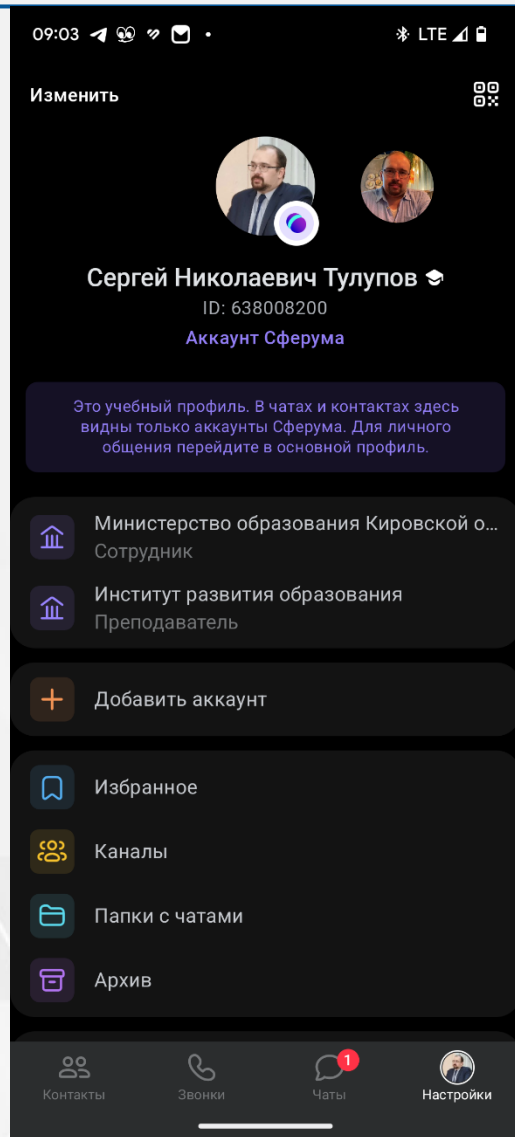 09:03
LTE
Изменить
Сергей Николаевич Тулупов
ID: 638008200
Аккаунт Сферума
Это учебный профиль. В чатах и контактах здесь
видны только аккаунты Сферума. Для личного
общения перейдите в основной профиль.
Министерство образования Кировской о...
Сотрудник
Институт развития образования
Преподаватель
Добавить аккаунт
Избранное
Каналы
Папки с чатами
Архив
1
Контакты
Звонки
Чаты
Настройки